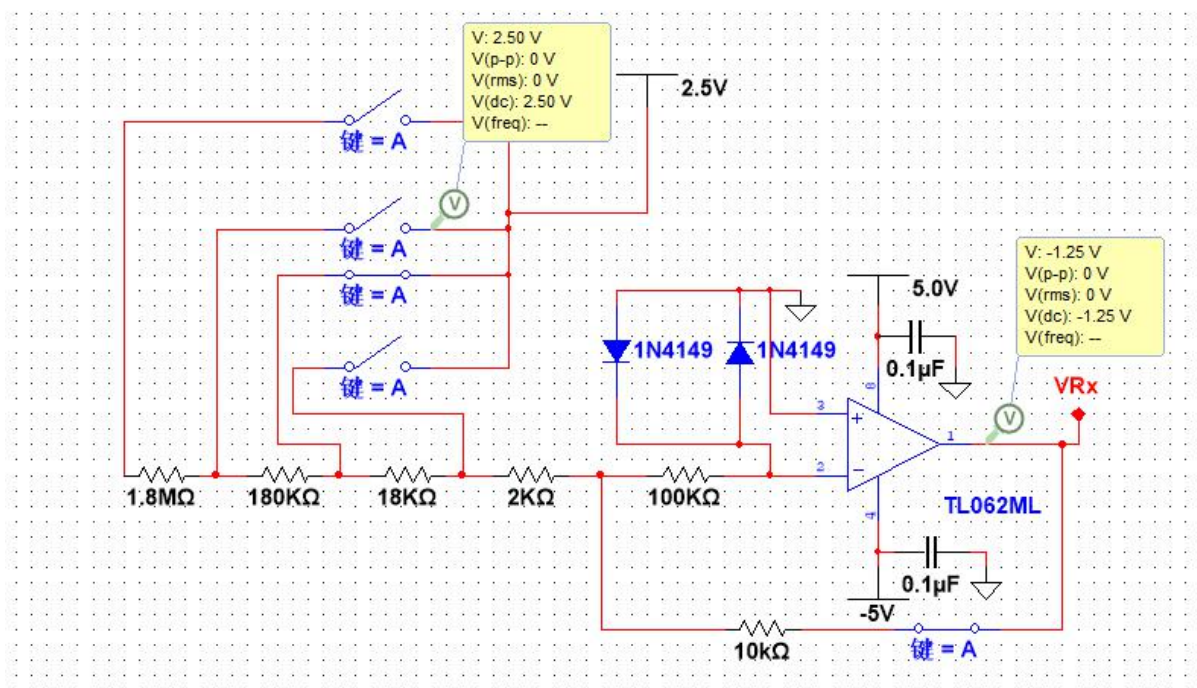 V: 2.50 V
V(p-p): 0 V
V(rms): 0 V
V(dc): 2.50 V
V(freq): --
2.5V
键 = A
V
键 = A
键 = A
键 = A
V: -1.25 V
V(p-p): 0 V
V(rms): 0 V
V(dc): -1.25 V
V(freq): --
5.0V
1N4149
1N4149
0.1µF
8
VRx
3
V
1
2
1.8MΩ
180KΩ
18KΩ
2KΩ
100KΩ
TL062ML
4
0.1µF
-5V
10kΩ
键 = A